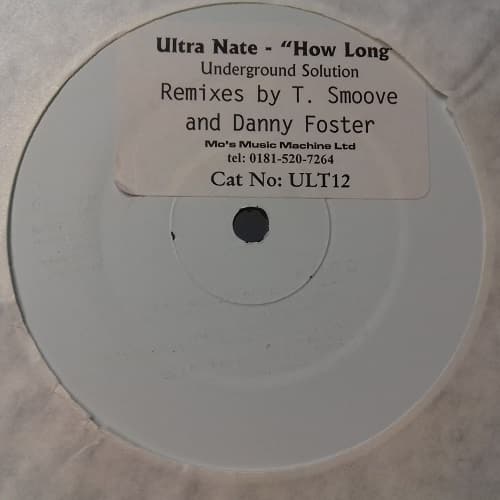 Ultra Nate - "How Long
Underground Solution
Remixes by T. Smoove
and Danny Foster
Mo's Music Machine Ltd
tel: 0181-520-7264
Cat No: ULT12